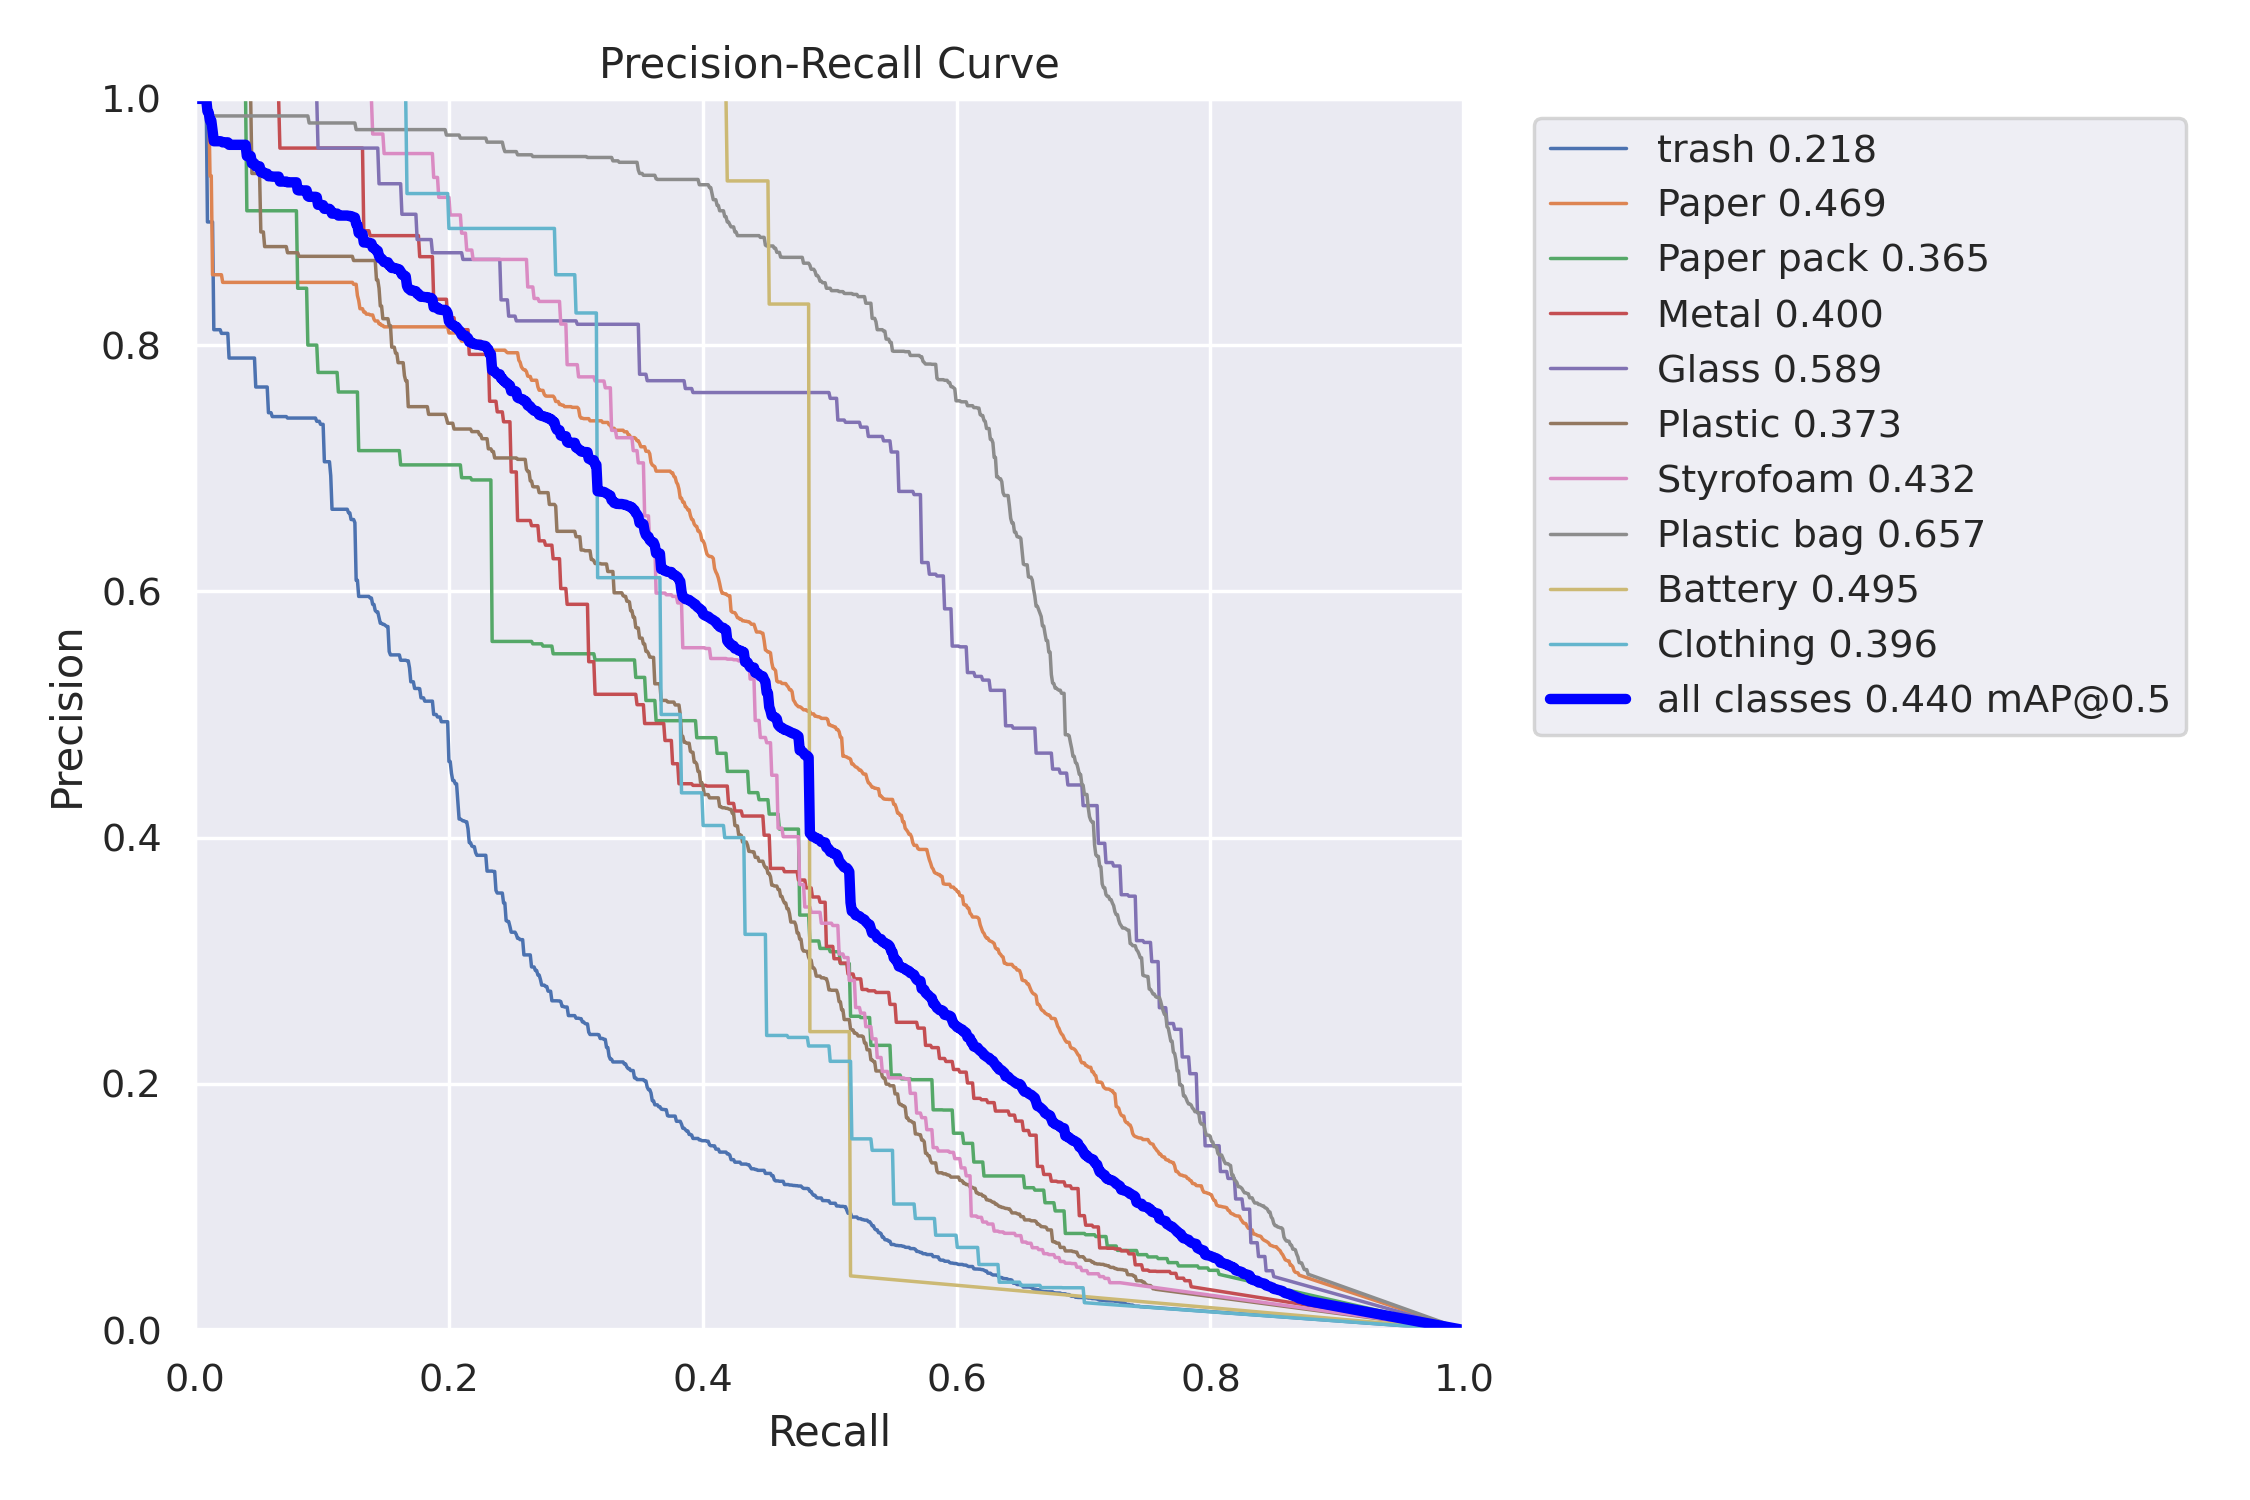 Precision-Recall Curve
1.0
0.8
0.6
0.4
0.2
0.0
Precision
0.0 0.2 0.4 0.6 0.8 1.0
Recall
trash 0.218
Paper 0.469
Paper pack 0.365
Metal 0.400
Glass 0.589
Plastic 0.373
Styrofoam 0.432
Plastic bag 0.657
Battery 0.495
Clothing 0.396
all classes 0.440 mAP@0.5